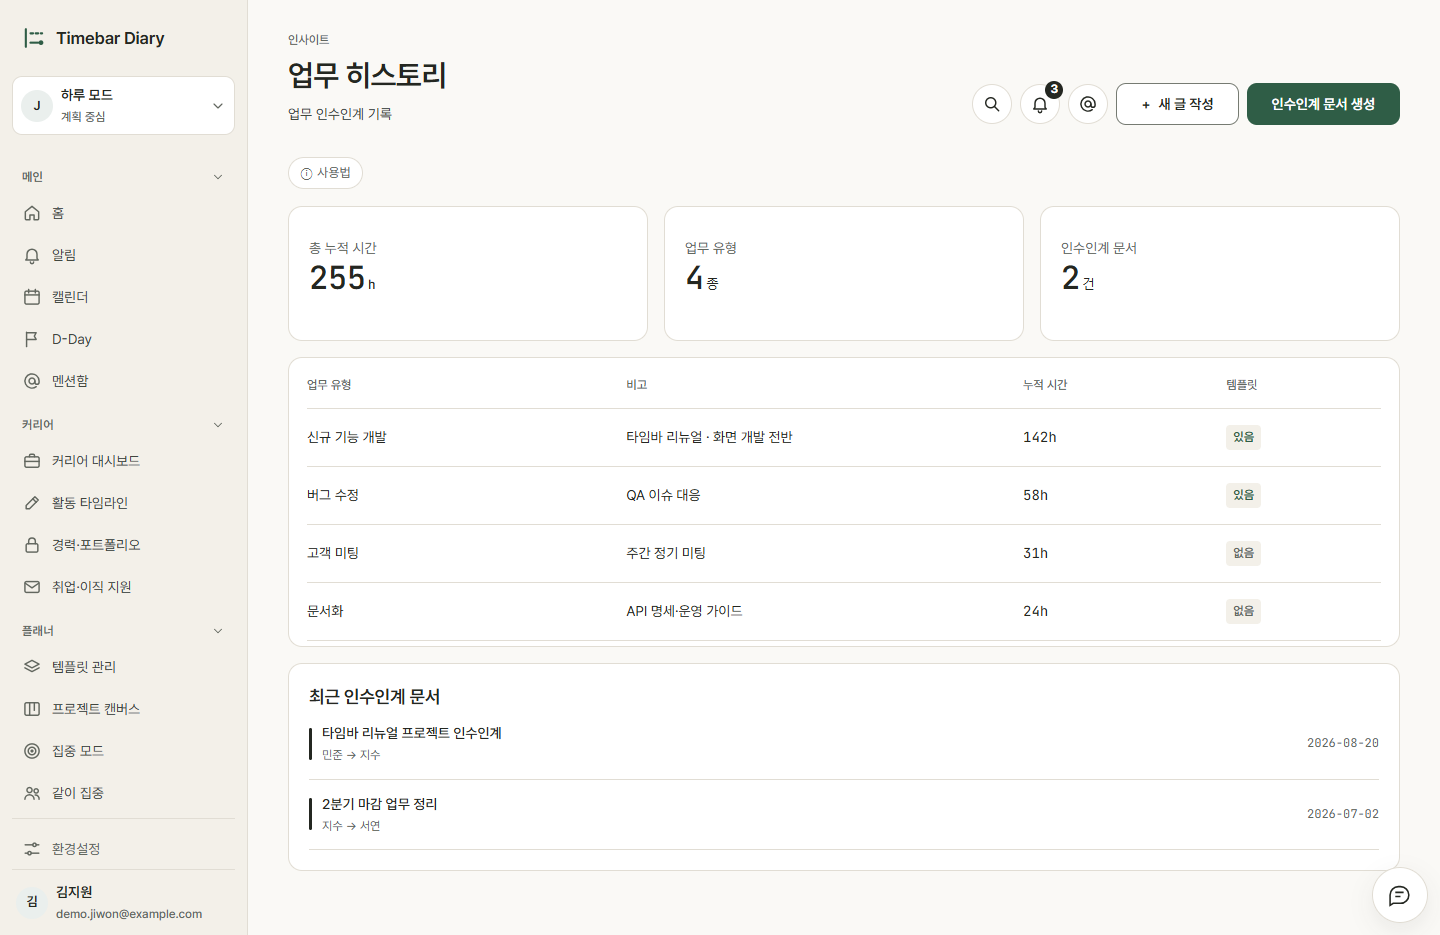 Timebar Diary
J
하루 모드
계획 중심
메인
홈
알림
캘린더
D-Day
멘션함
커리어
커리어 대시보드
활동 타임라인
경력·포트폴리오
취업·이직 지원
플래너
템플릿 관리
프로젝트 캔버스
집중 모드
같이 집중
환경설정
김
김지원
demo.jiwon@example.com
인사이트
업무 히스토리
업무 인수인계 기록
3
+ 새 글 작성
인수인계 문서 생성
사용법
총 누적 시간
255 h
업무 유형
4 종
인수인계 문서
2 건
업무 유형 비고 누적 시간 템플릿
신규 기능 개발 타임바 리뉴얼 · 화면 개발 전반 142h 있음
버그 수정 QA 이슈 대응 58h 있음
고객 미팅 주간 정기 미팅 31h 없음
문서화 API 명세·운영 가이드 24h 없음
최근 인수인계 문서
타임바 리뉴얼 프로젝트 인수인계
민준 → 지수
2026-08-20
2분기 마감 업무 정리
지수 → 서연
2026-07-02